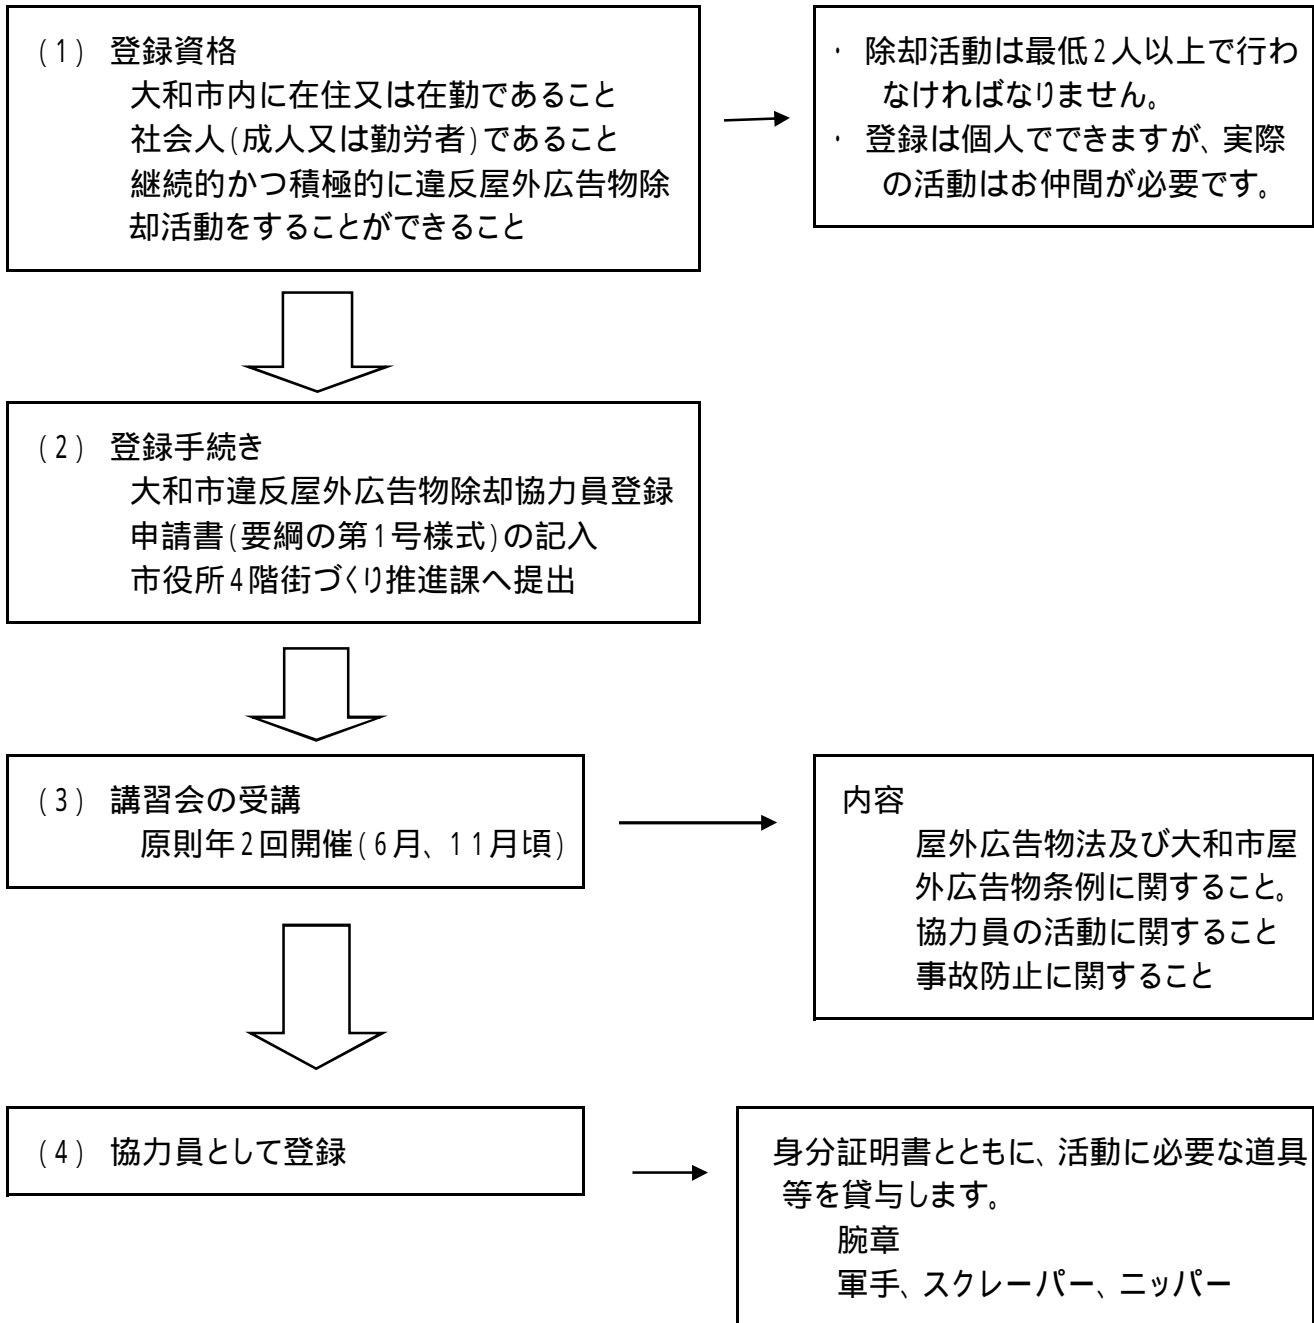 (1) 登録資格
大和市内に在住又は在勤であること
社会人(成人又は勤労者)であること
継続的かつ積極的に違反屋外広告物除
却活動をすることができること
・ 除却活動は最低2人以上で行わ
なければなりません。
・ 登録は個人でできますが、実際
の活動はお仲間が必要です。
(2) 登録手続き
大和市違反屋外広告物除却協力員登録
申請書(要綱の第1号様式)の記入
市役所4階街づくり推進課へ提出
(3) 講習会の受講
原則年2回開催(6月、11月頃)
内容
屋外広告物法及び大和市屋
外広告物条例に関すること。
協力員の活動に関すること
事故防止に関すること
(4) 協力員として登録
身分証明書とともに、活動に必要な道具
等を貸与します。
腕章
軍手、スクレーパー、ニッパー